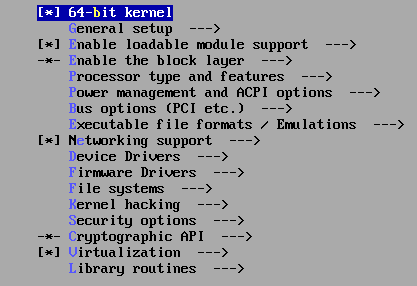 [*] 64-bit kernel
General setup --->
[*] Enable loadable module support --->
-*- Enable the block layer --->
Processor type and features --->
Power management and ACPI options --->
Bus options (PCI etc.) --->
Executable file formats / Emulations --->
[*] Networking support --->
Device Drivers --->
Firmware Drivers --->
File systems --->
Kernel hacking --->
Security options --->
-*- Cryptographic API --->
[*] Virtualization --->
Library routines --->